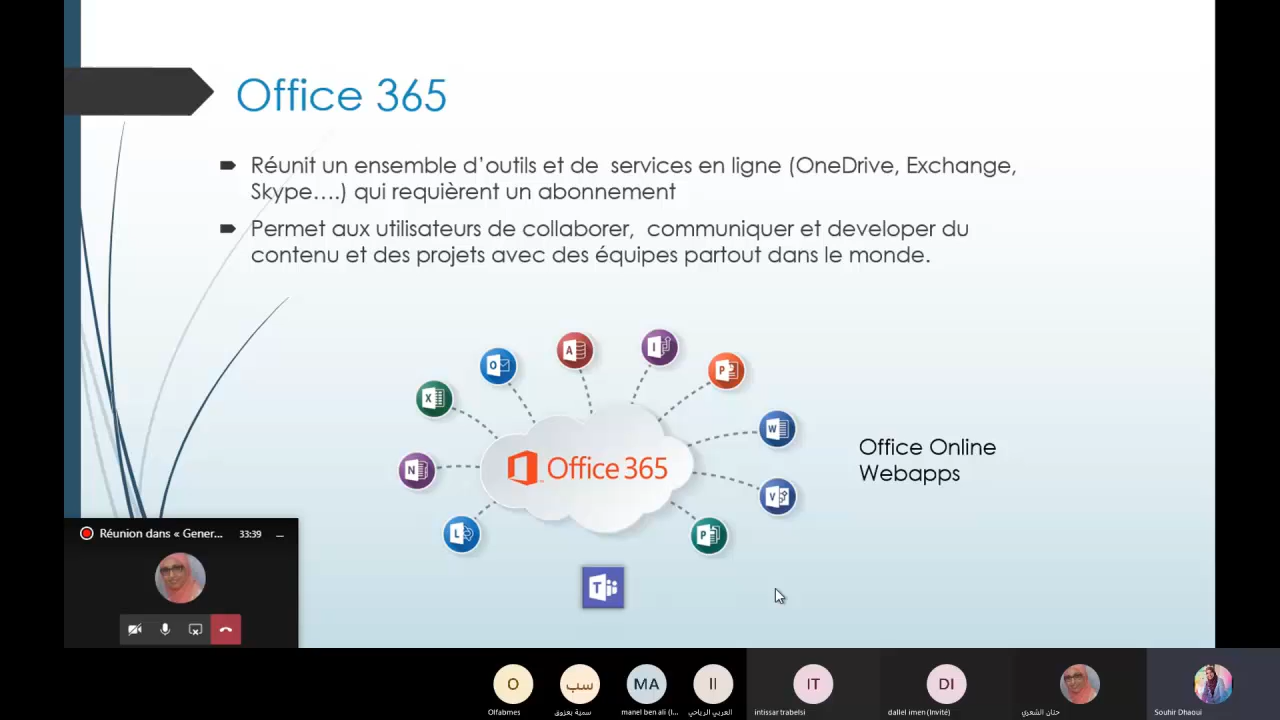 Office 365
Réunit un ensemble d’outils et de services en ligne (OneDrive, Exchange,
Skype….) qui requièrent un abonnement
Permet aux utilisateurs de collaborer, communiquer et developer du
contenu et des projets avec des équipes partout dans le monde.
A
I
O
P
X
W
Office 365
Office Online
Webapps
N
V
L
P
T
Réunion dans « Gener... 33:39
O
سب
MA
II
IT
DI
Olfabmes
سمية بعزوق
manel ben ali (I...
العربي الرياحي
intissar trabelsi
dallel imen (Invité)
حنان الشعري
Souhir Dhaoui